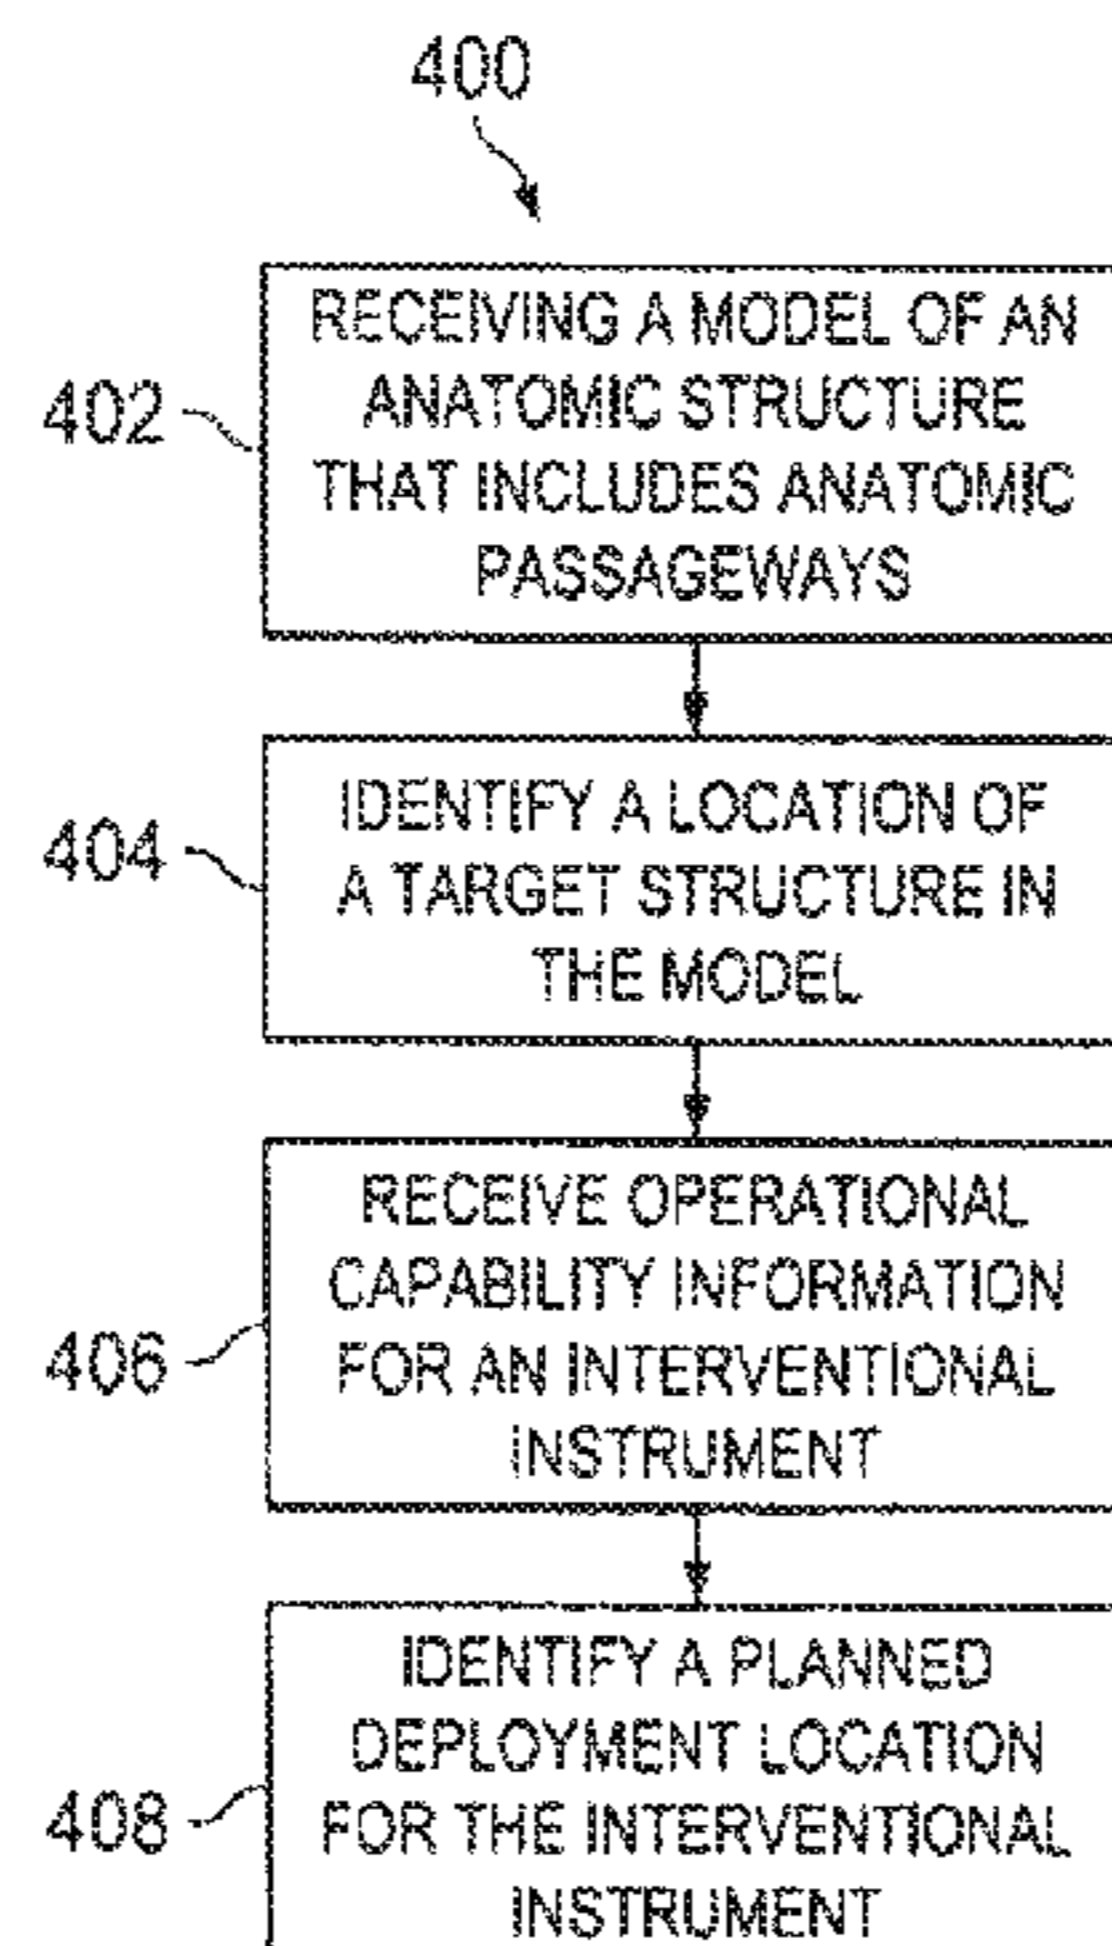 400
402
RECEIVING A MODEL OF AN
ANATOMIC STRUCTURE
THAT INCLUDES ANATOMIC
PASSAGEWAYS
404
IDENTIFY A LOCATION OF
A TARGET STRUCTURE IN
THE MODEL
406
RECEIVE OPERATIONAL
CAPABILITY INFORMATION
FOR AN INTERVENTIONAL
INSTRUMENT
408
IDENTIFY A PLANNED
DEPLOYMENT LOCATION
FOR THE INTERVENTIONAL
INSTRUMENT